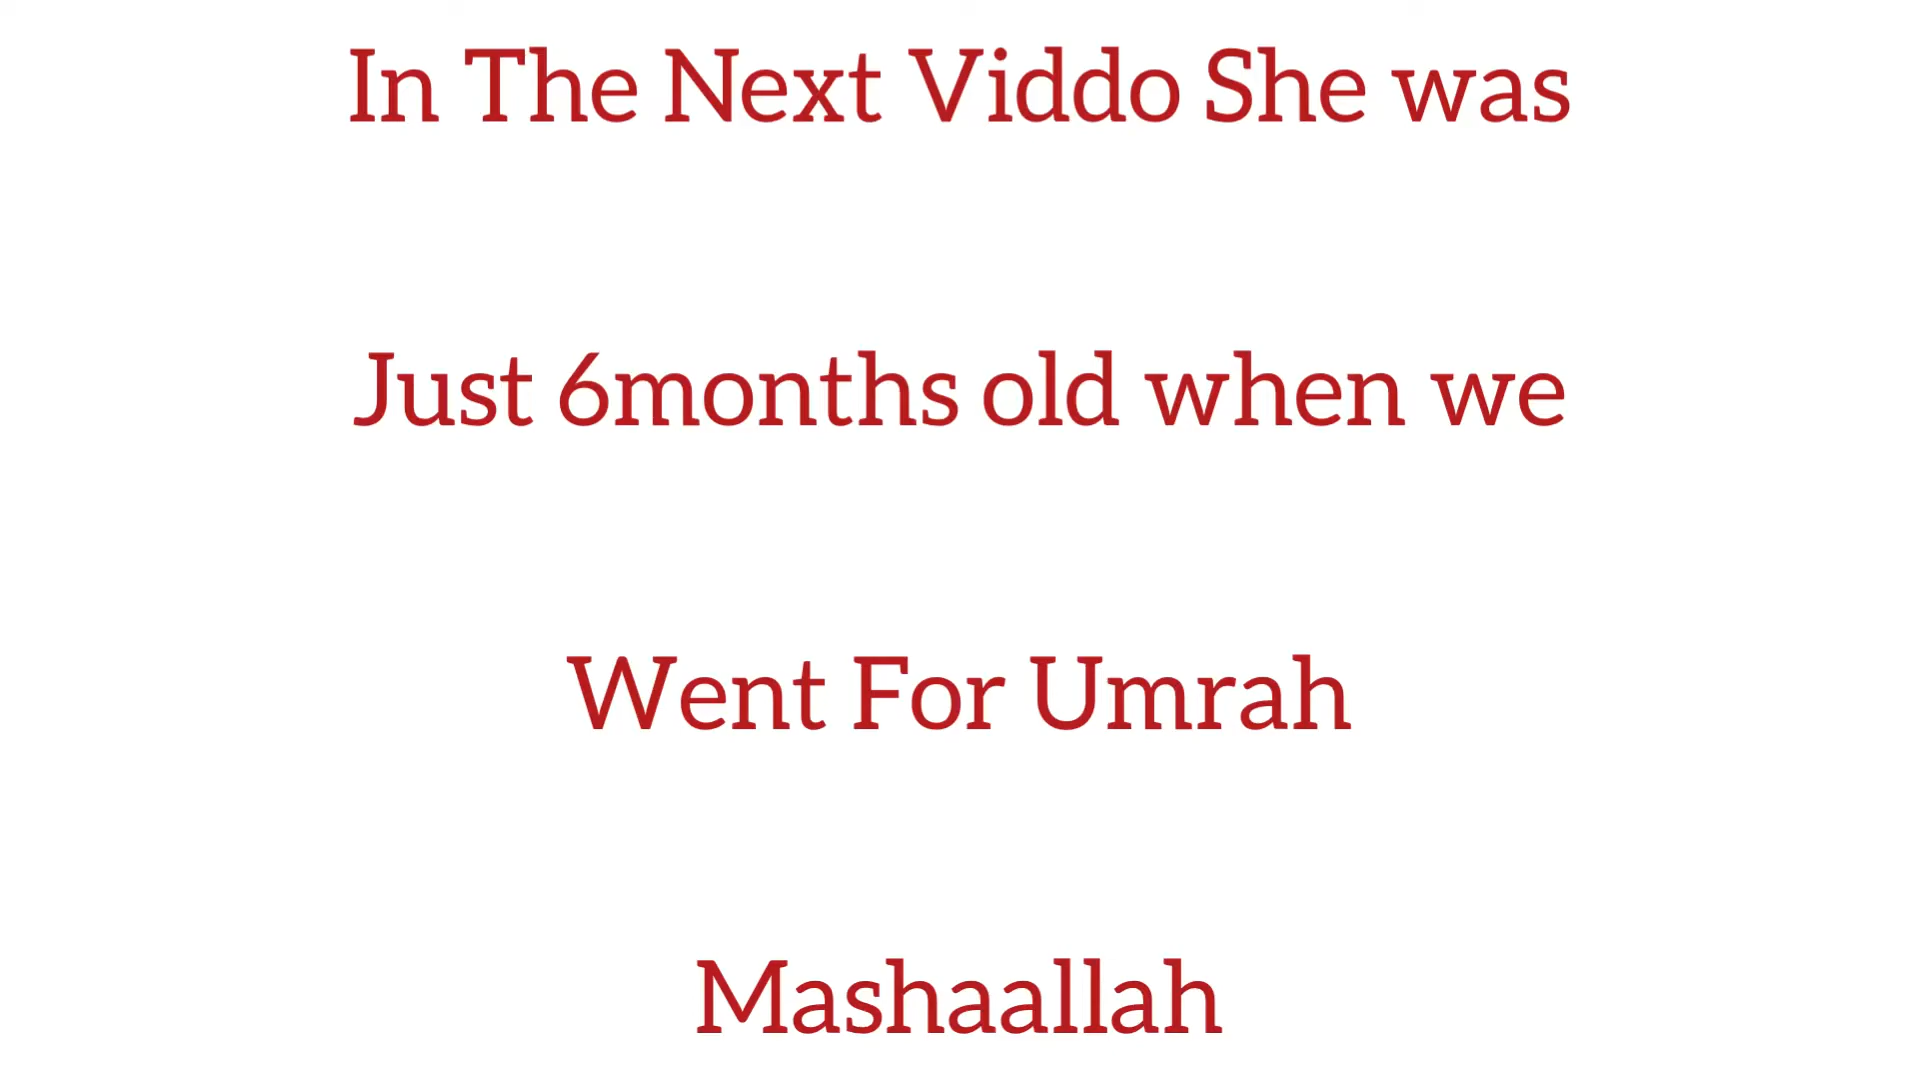 In The Next Viddo She was
Just 6months old when we
Went For Umrah
Mashaallah